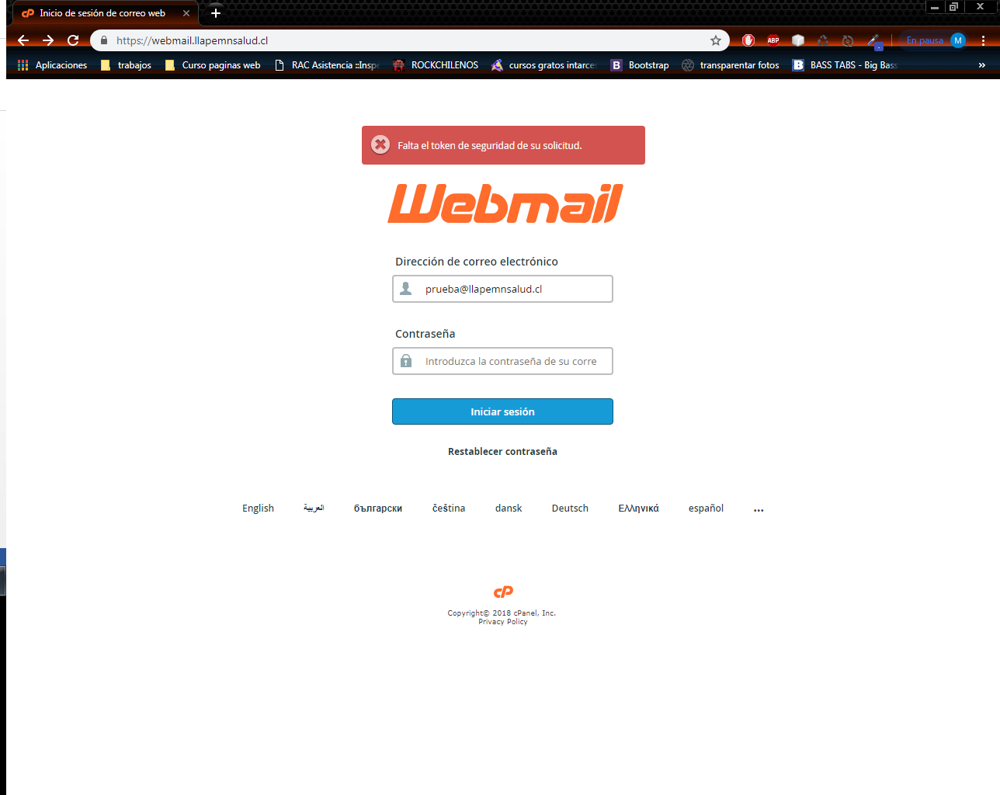 Inicio de sesión de correo web
https://webmail.llapemnsalud.cl
ABP
En pausa
M
Aplicaciones
trabajos
Curso paginas web
RAC Asistencia ::Inspe
ROCKCHILENOS
cursos gratos intarces
B
Bootstrap
transparentar fotos
B
BASS TABS - Big Bass
»
Falta el token de seguridad de su solicitud.
Webmail
Dirección de correo electrónico
prueba@llapemnsalud.cl
Contraseña
Introduzca la contraseña de su corre
Iniciar sesión
Restablecer contraseña
English العربية български čeština dansk Deutsch Ελληνικά español ...
cP
Copyright© 2018 cPanel, Inc.
Privacy Policy